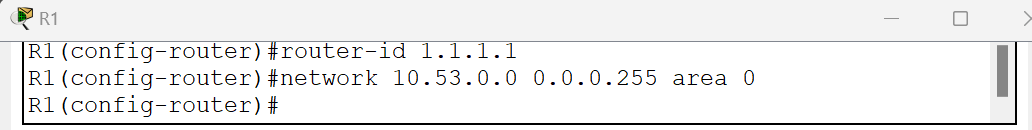 R1
R1(config-router)#router-id 1.1.1.1
R1(config-router)#network 10.53.0.0 0.0.0.255 area 0
R1(config-router)#